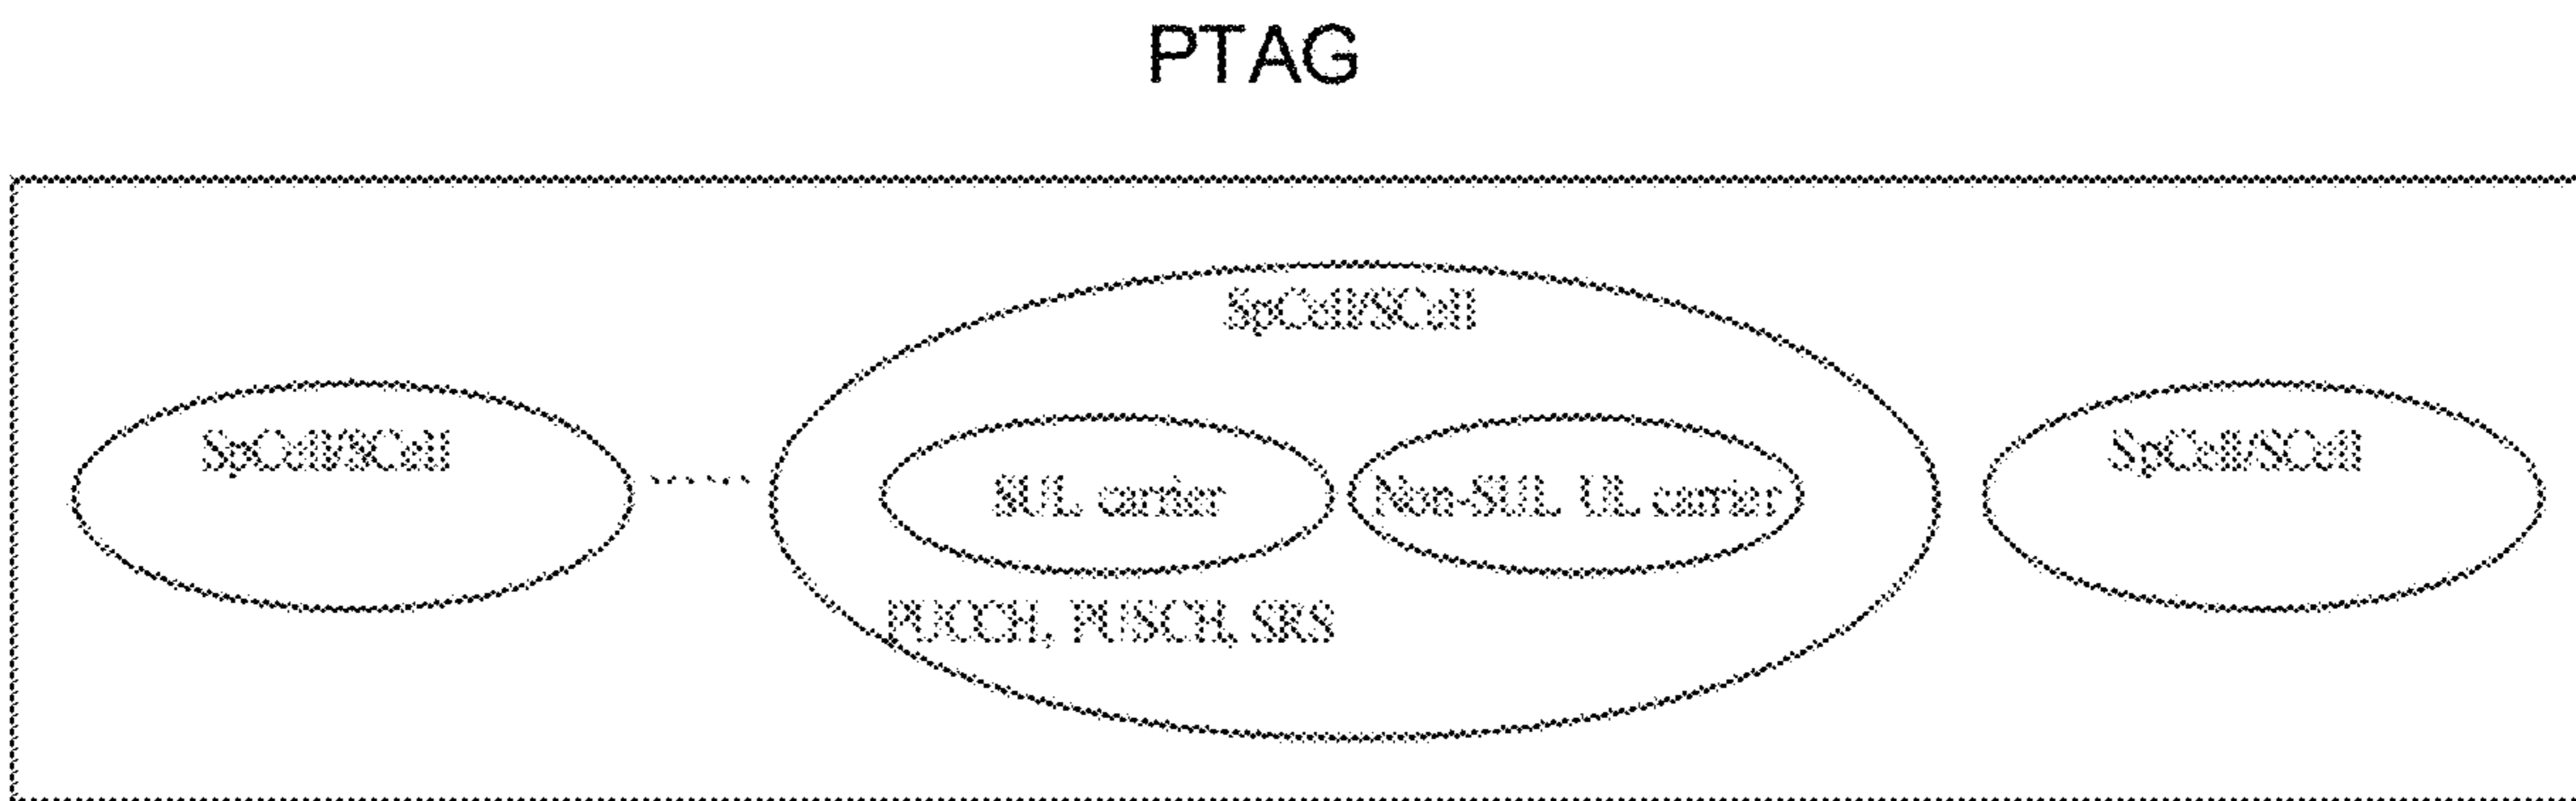 PTAG
SpCell/SCell
SpCell/SCell
SpCell/SCell
SUL carrier
Non-SUL UL carrier
PUCCH, PUSCH, SRS